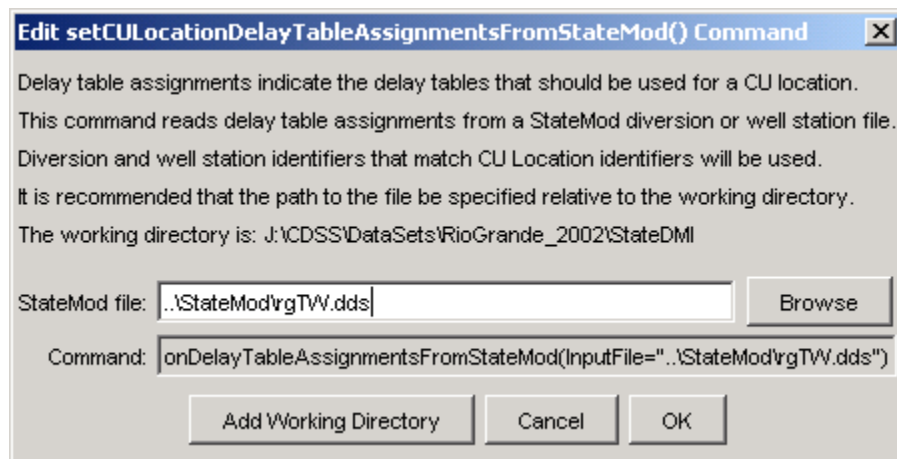 Edit setCULocationDelayTableAssignmentsFromStateMod() Command
Delay table assignments indicate the delay tables that should be used for a CU location.
This command reads delay table assignments from a StateMod diversion or well station file.
Diversion and well station identifiers that match CU Location identifiers will be used.
It is recommended that the path to the file be specified relative to the working directory.
The working directory is: J:\CDSS\DataSets\RioGrande_2002\StateDMI
StateMod file: ..\StateMod\rgTW.dds Browse
Command: onDelayTableAssignmentsFromStateMod(InputFile="..\StateMod\rgTW.dds")
Add Working Directory Cancel OK